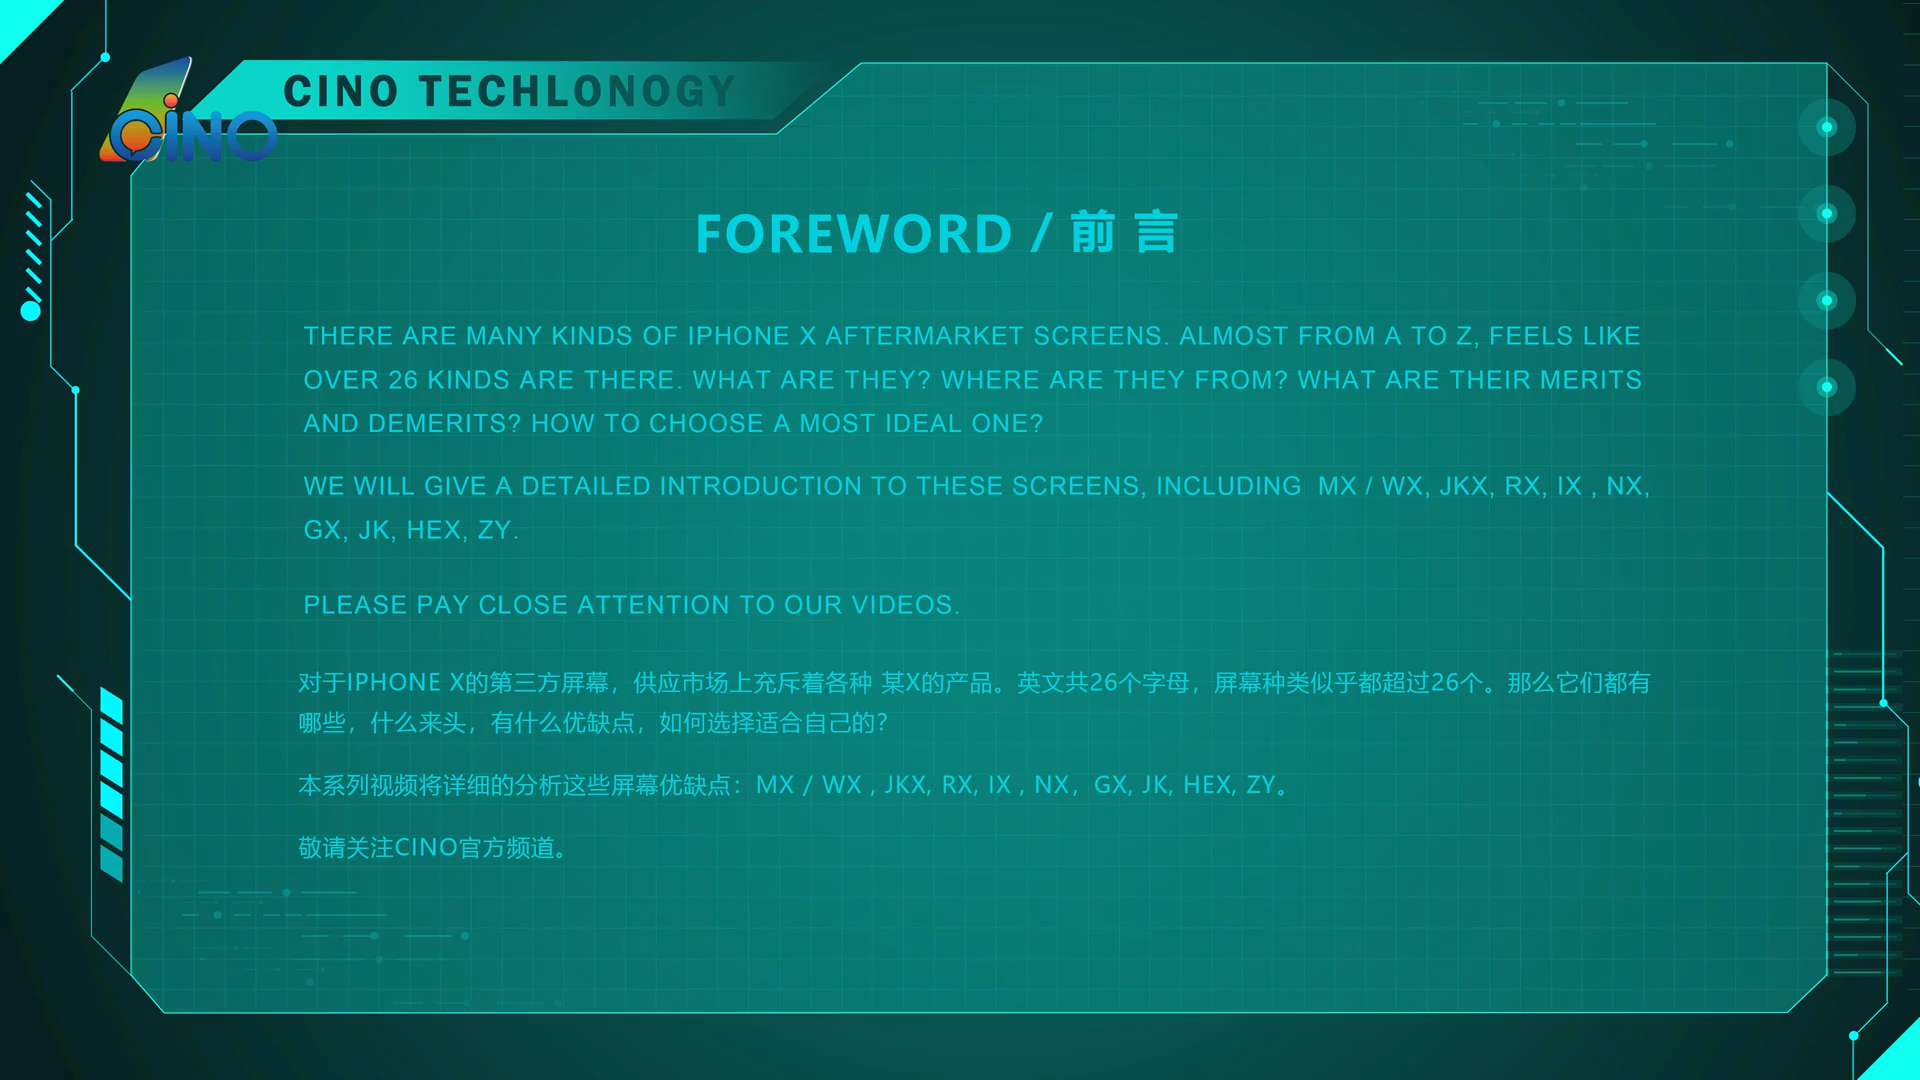 CINO TECHLONOGY
CINO
FOREWORD / 前 言
THERE ARE MANY KINDS OF IPHONE X AFTERMARKET SCREENS. ALMOST FROM A TO Z, FEELS LIKE
OVER 26 KINDS ARE THERE. WHAT ARE THEY? WHERE ARE THEY FROM? WHAT ARE THEIR MERITS
AND DEMERITS? HOW TO CHOOSE A MOST IDEAL ONE?
WE WILL GIVE A DETAILED INTRODUCTION TO THESE SCREENS, INCLUDING  MX / WX, JKX, RX, IX , NX,
GX, JK, HEX, ZY.
PLEASE PAY CLOSE ATTENTION TO OUR VIDEOS.
对于IPHONE X的第三方屏幕，供应市场上充斥着各种 某X的产品。英文共26个字母，屏幕种类似乎都超过26个。那么它们都有
哪些，什么来头，有什么优缺点，如何选择适合自己的？
本系列视频将详细的分析这些屏幕优缺点：MX / WX , JKX, RX, IX , NX，GX, JK, HEX, ZY。
敬请关注CINO官方频道。